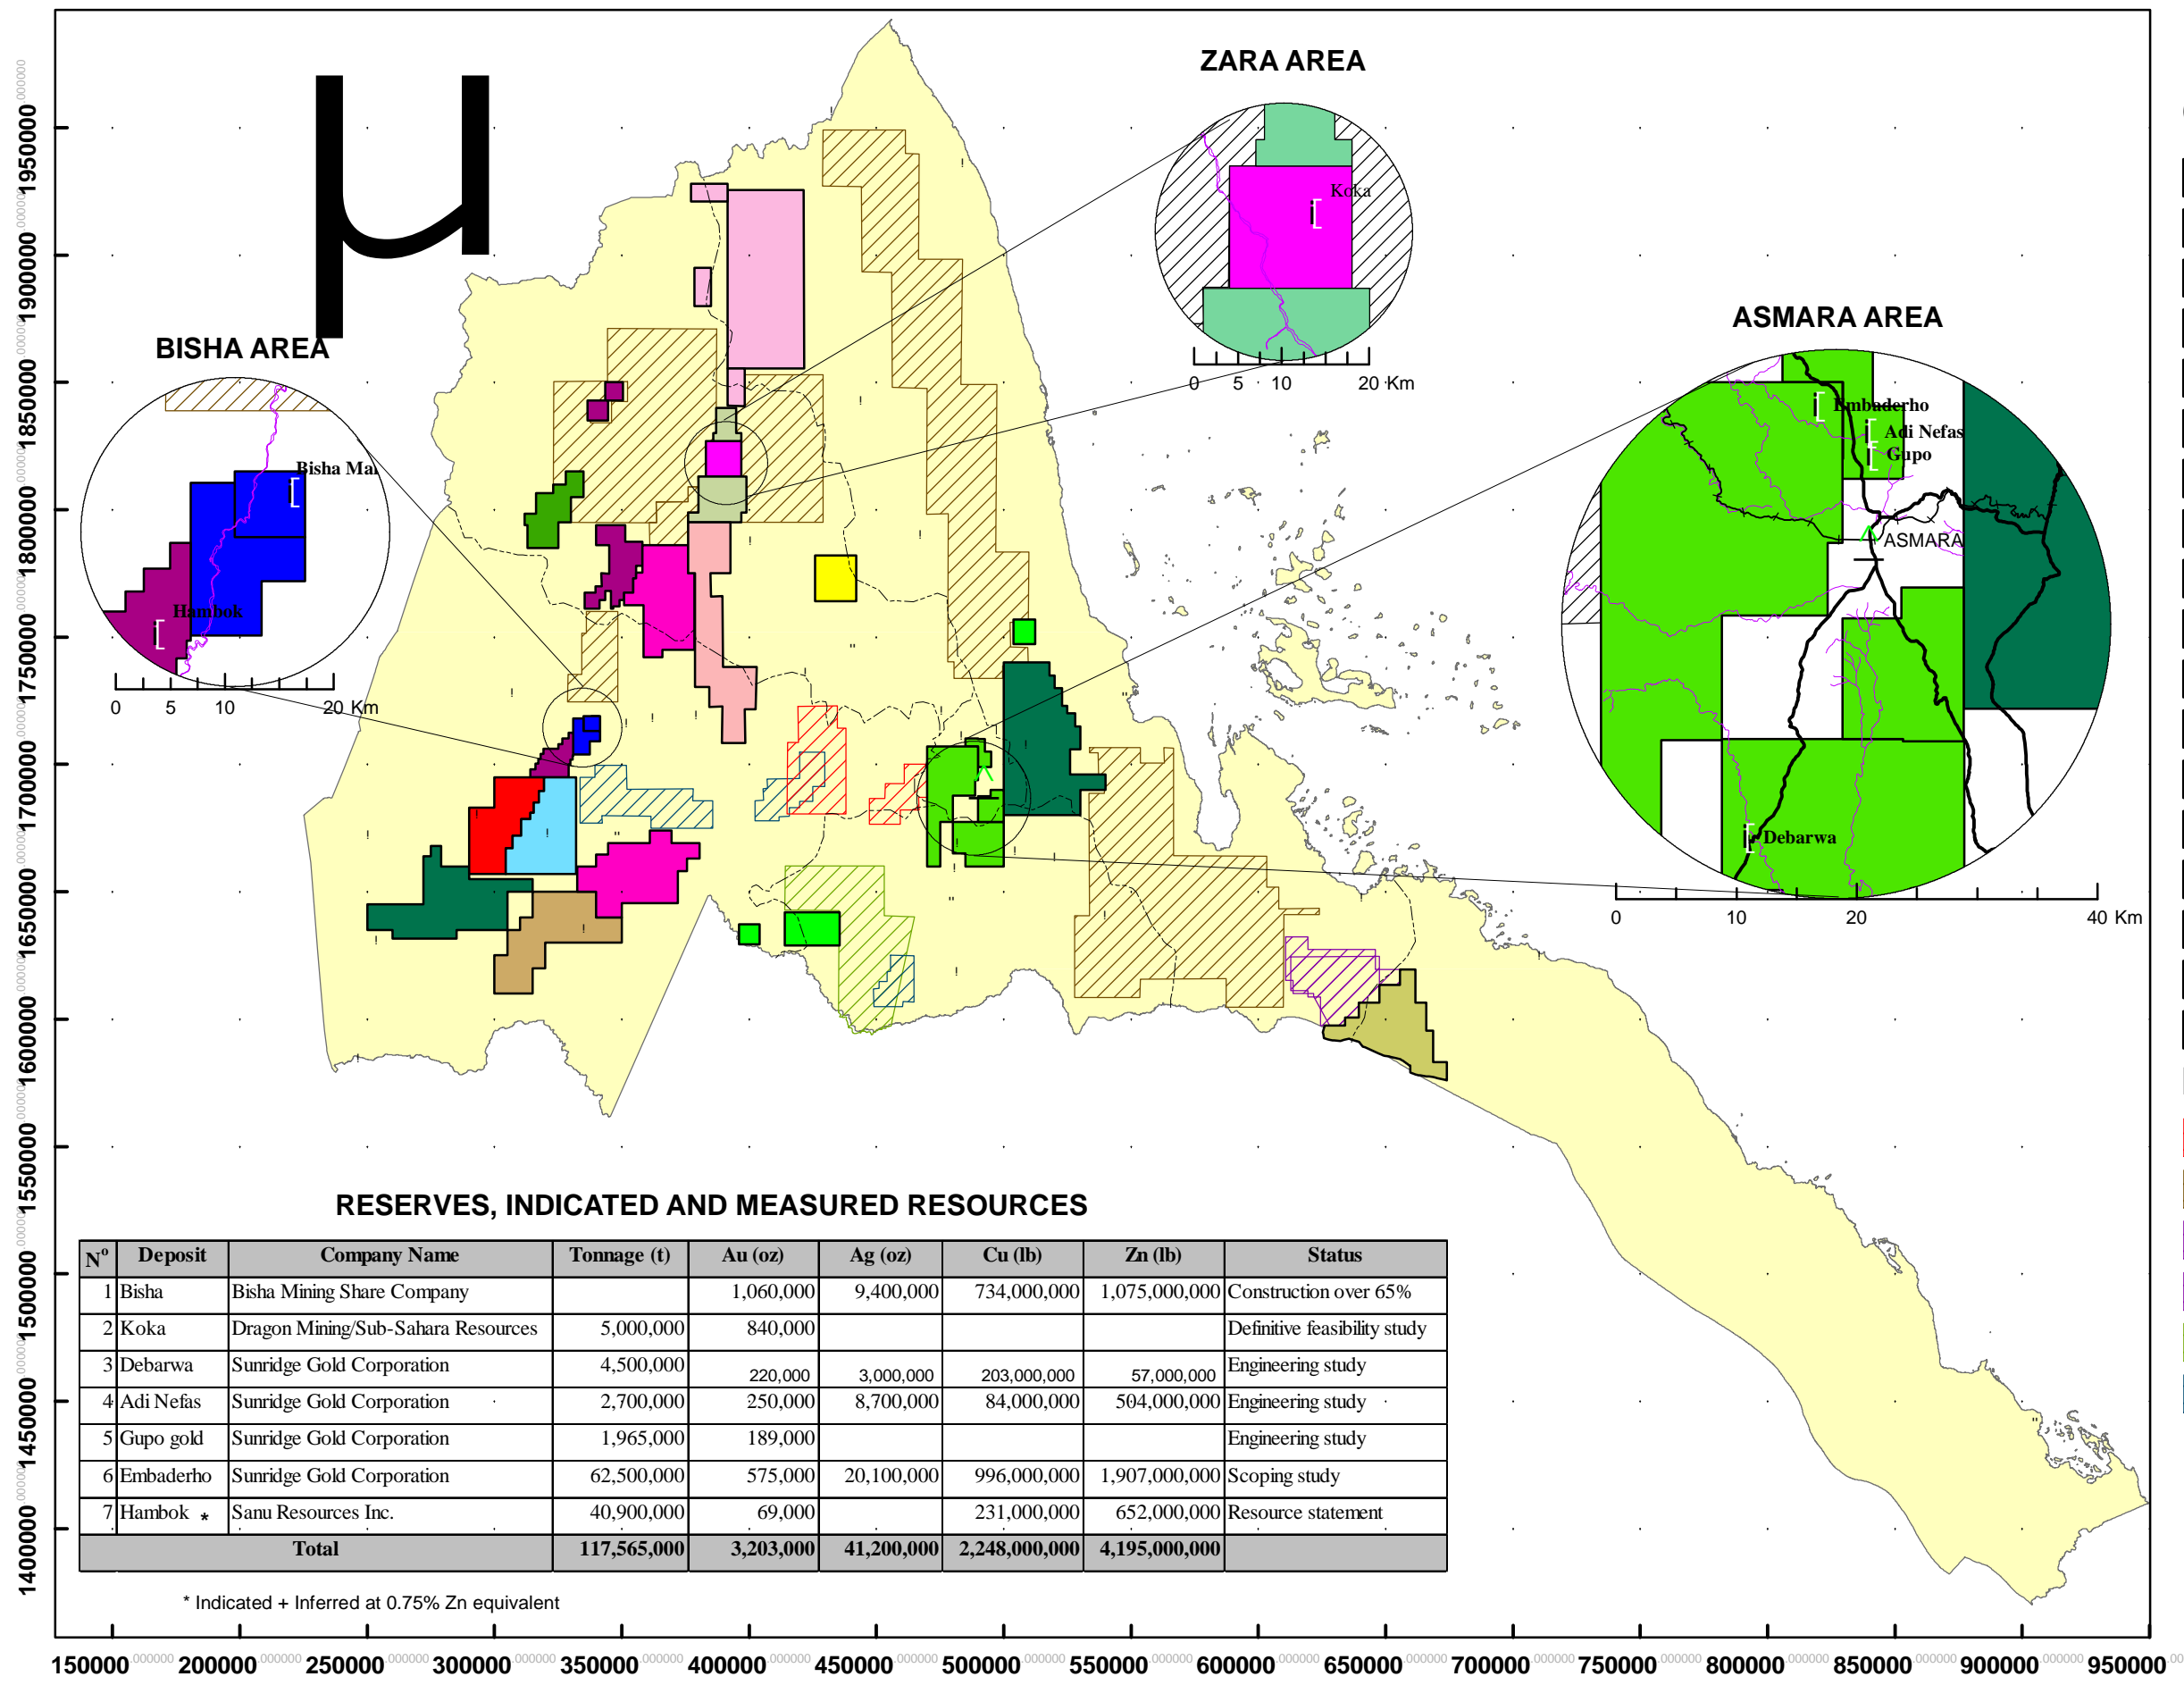 µ
ZARA AREA
Koka
0 5 10 20 Km
BISHA AREA
Hambok
0 5 10 20 Km
ASMARA AREA
Embaderho
Adi Nefas
Gupo
ASMARA
Debarwa
0 10 20 40 Km
1950000
1900000
1850000
1800000
1750000
1700000
1650000
1600000
1550000
1500000
1450000
1400000
RESERVES, INDICATED AND MEASURED RESOURCES
Nº Deposit Company Name Tonnage (t) Au (oz) Ag (oz) Cu (lb) Zn (lb) Status
1 Bisha Bisha Mining Share Company 1,060,000 9,400,000 734,000,000 1,075,000,000 Construction over 65%
2 Koka Dragon Mining/Sub-Sahara Resources 5,000,000 840,000 Definitive feasibility study
3 Debarwa Sunridge Gold Corporation 4,500,000 220,000 3,000,000 203,000,000 57,000,000 Engineering study
4 Adi Nefas Sunridge Gold Corporation 2,700,000 250,000 8,700,000 84,000,000 504,000,000 Engineering study
5 Gupo gold Sunridge Gold Corporation 1,965,000 189,000 Engineering study
6 Embaderho Sunridge Gold Corporation 62,500,000 575,000 20,100,000 996,000,000 1,907,000,000 Scoping study
7 Hambok * Sanu Resources Inc. 40,900,000 69,000 231,000,000 652,000,000 Resource statement
Total 117,565,000 3,203,000 41,200,000 2,248,000,000 4,195,000,000
* Indicated + Inferred at 0.75% Zn equivalent
150000 200000 250000 300000 350000 400000 450000 500000 550000 600000 650000 700000 750000 800000 850000 900000 950000